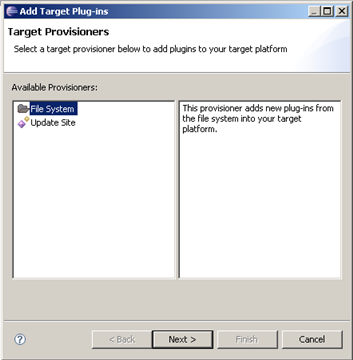 Add Target Plug-ins
Target Provisioners
Select a target provisioner below to add plugins to your target platform
Available Provisioners:
File System
Update Site
This provisioner adds new plug-ins from
the file system into your target
platform.
< Back
Next >
Finish
Cancel